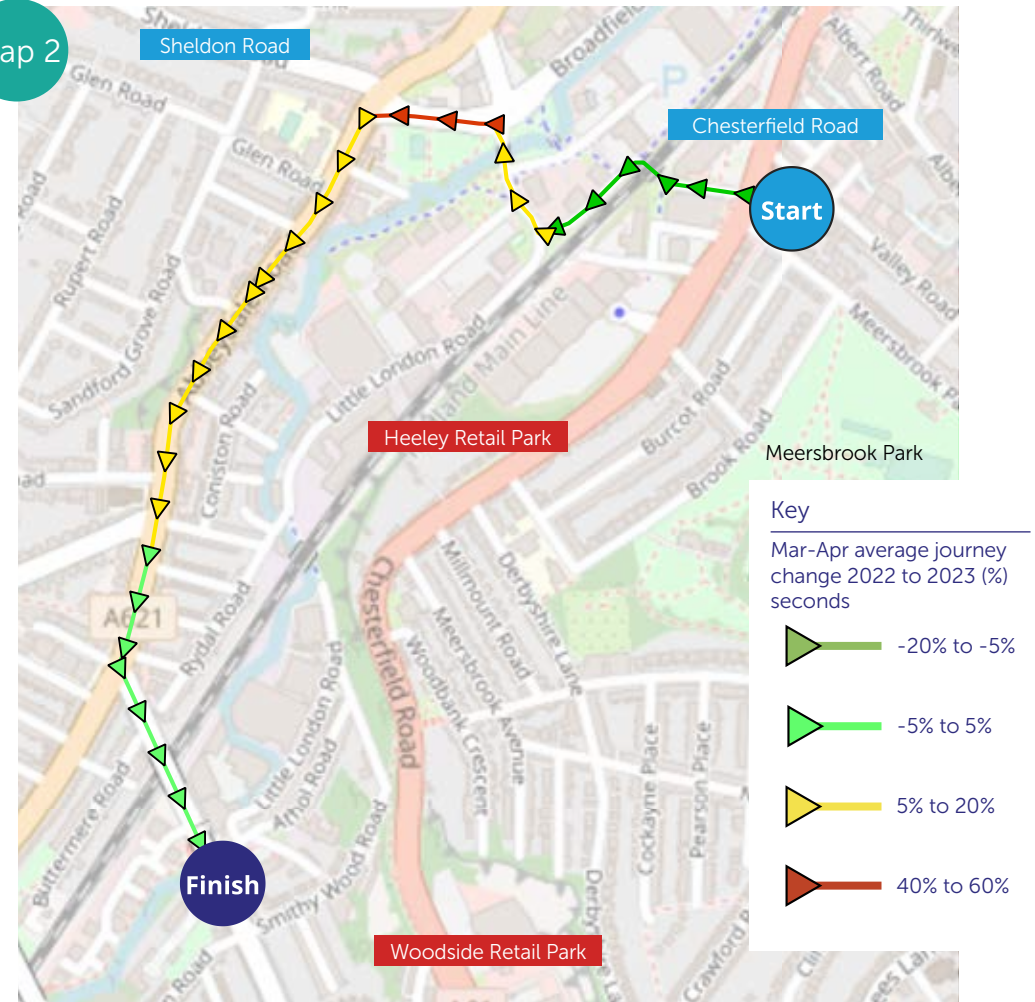 ap 2
Sheldon Road
Glen Road
Glen Road
Broadfield
P
Albert Road
Chesterfield Road
Start
Rupert Road
Sandford Grove Road
Valley Road
Meersbrook P
Little London Road
land Main Line
Coniston Road
Heeley Retail Park
Burcot Road
Brook Road
Meersbrook Park
Key
Mar-Apr average journey
change 2022 to 2023 (%)
seconds
-20% to -5%
-5% to 5%
5% to 20%
40% to 60%
Chesterfield Road
Millmount Road
Derbyshire Lane
Meersbrook Avenue
Woodbank Crescent
A621
Rydal Road
Little London Road
Athol Road
Cockayne Place
Pearson Place
Buttermere Road
Finish
Smithy Wood Road
Woodside Retail Park
Crawford